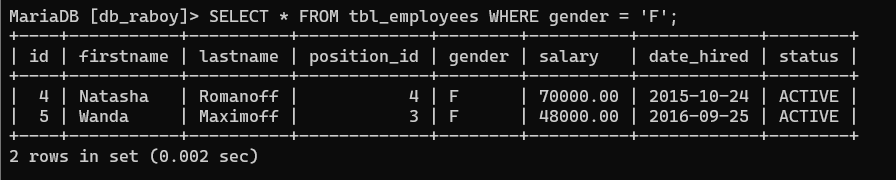 MariaDB [db_raboy]> SELECT * FROM tbl_employees WHERE gender = 'F';
+----+-----------+----------+-------------+--------+----------+------------+--------+
| id | firstname | lastname | position_id | gender | salary   | date_hired | status |
+----+-----------+----------+-------------+--------+----------+------------+--------+
|  4 | Natasha   | Romanoff |           4 | F      | 70000.00 | 2015-10-24 | ACTIVE |
|  5 | Wanda     | Maximoff |           3 | F      | 48000.00 | 2016-09-25 | ACTIVE |
+----+-----------+----------+-------------+--------+----------+------------+--------+
2 rows in set (0.002 sec)